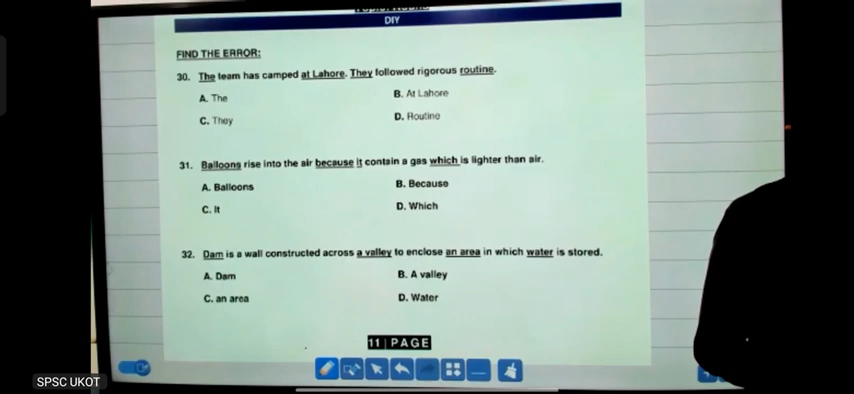 DIY
FIND THE ERROR:
30. The team has camped at Lahore. They followed rigorous routine.
A. The
B. At Lahore
C. They
D. Routine
31. Balloons rise into the air because it contain a gas which is lighter than air.
A. Balloons
B. Because
C. It
D. Which
32. Dam is a wall constructed across a valley to enclose an area in which water is stored.
A. Dam
B. A valley
C. an area
D. Water
11 | PAGE
SPSC UKOT